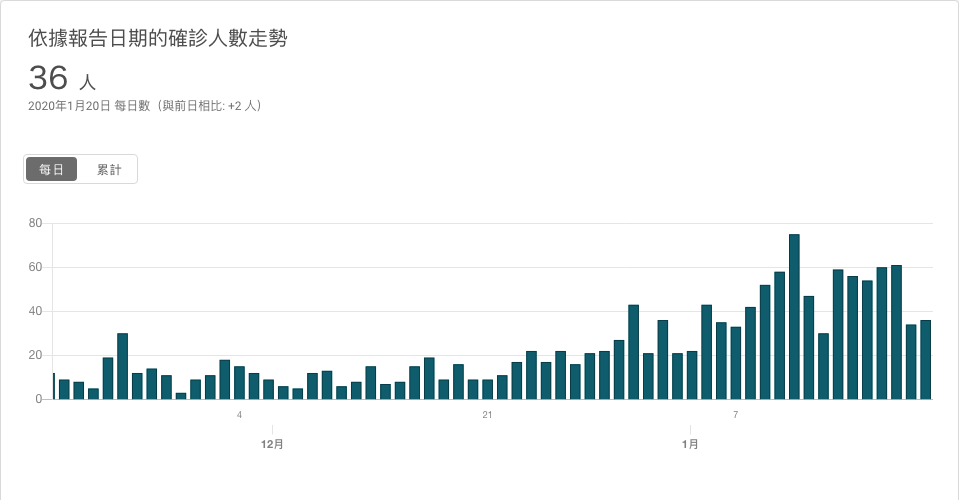 依據報告日期的確診人數走勢
36 人
2020年1月20日 每日數（與前日相比: +2 人）
每日 累計
80
60
40
20
0
4 21 7
12月 1月